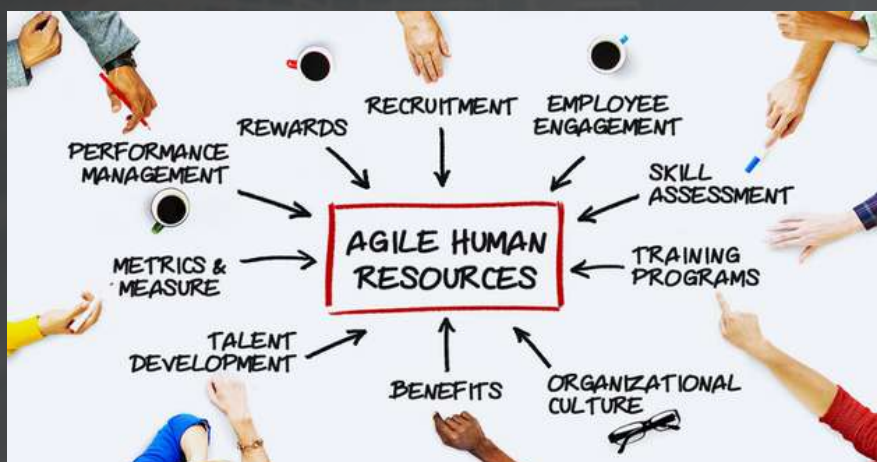 RECRUITMENT
EMPLOYEE
ENGAGEMENT
REWARDS
PERFORMANCE
MANAGEMENT
SKILL
ASSESSMENT
AGILE HUMAN
RESOURCES
METRICS &
MEASURE
TRAINING
PROGRAMS
TALENT
DEVELOPMENT
BENEFITS
ORGANIZATIONAL
CULTURE